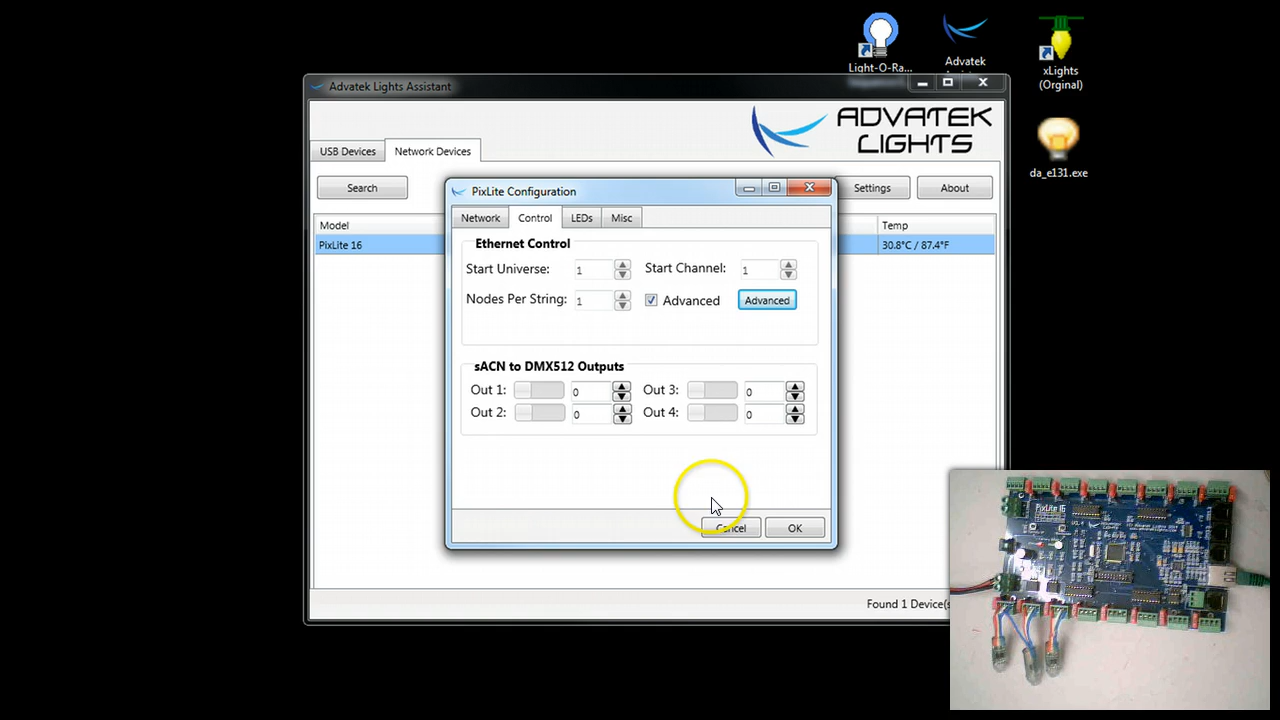 Light-O-Ra...
Advatek
xLights
(Orginal)
da_e131.exe
Advatek Lights Assistant
ADVATEK
LIGHTS
USB Devices
Network Devices
Search
Settings
About
Model
Temp
PixLite 16
30.8°C / 87.4°F
PixLite Configuration
Network
Control
LEDs
Misc
Ethernet Control
Start Universe:
1
Start Channel:
1
Nodes Per String:
1
Advanced
Advanced
sACN to DMX512 Outputs
Out 1:
0
Out 3:
0
Out 2:
0
Out 4:
0
Cancel
OK
Found 1 Device(s
PixLite 16